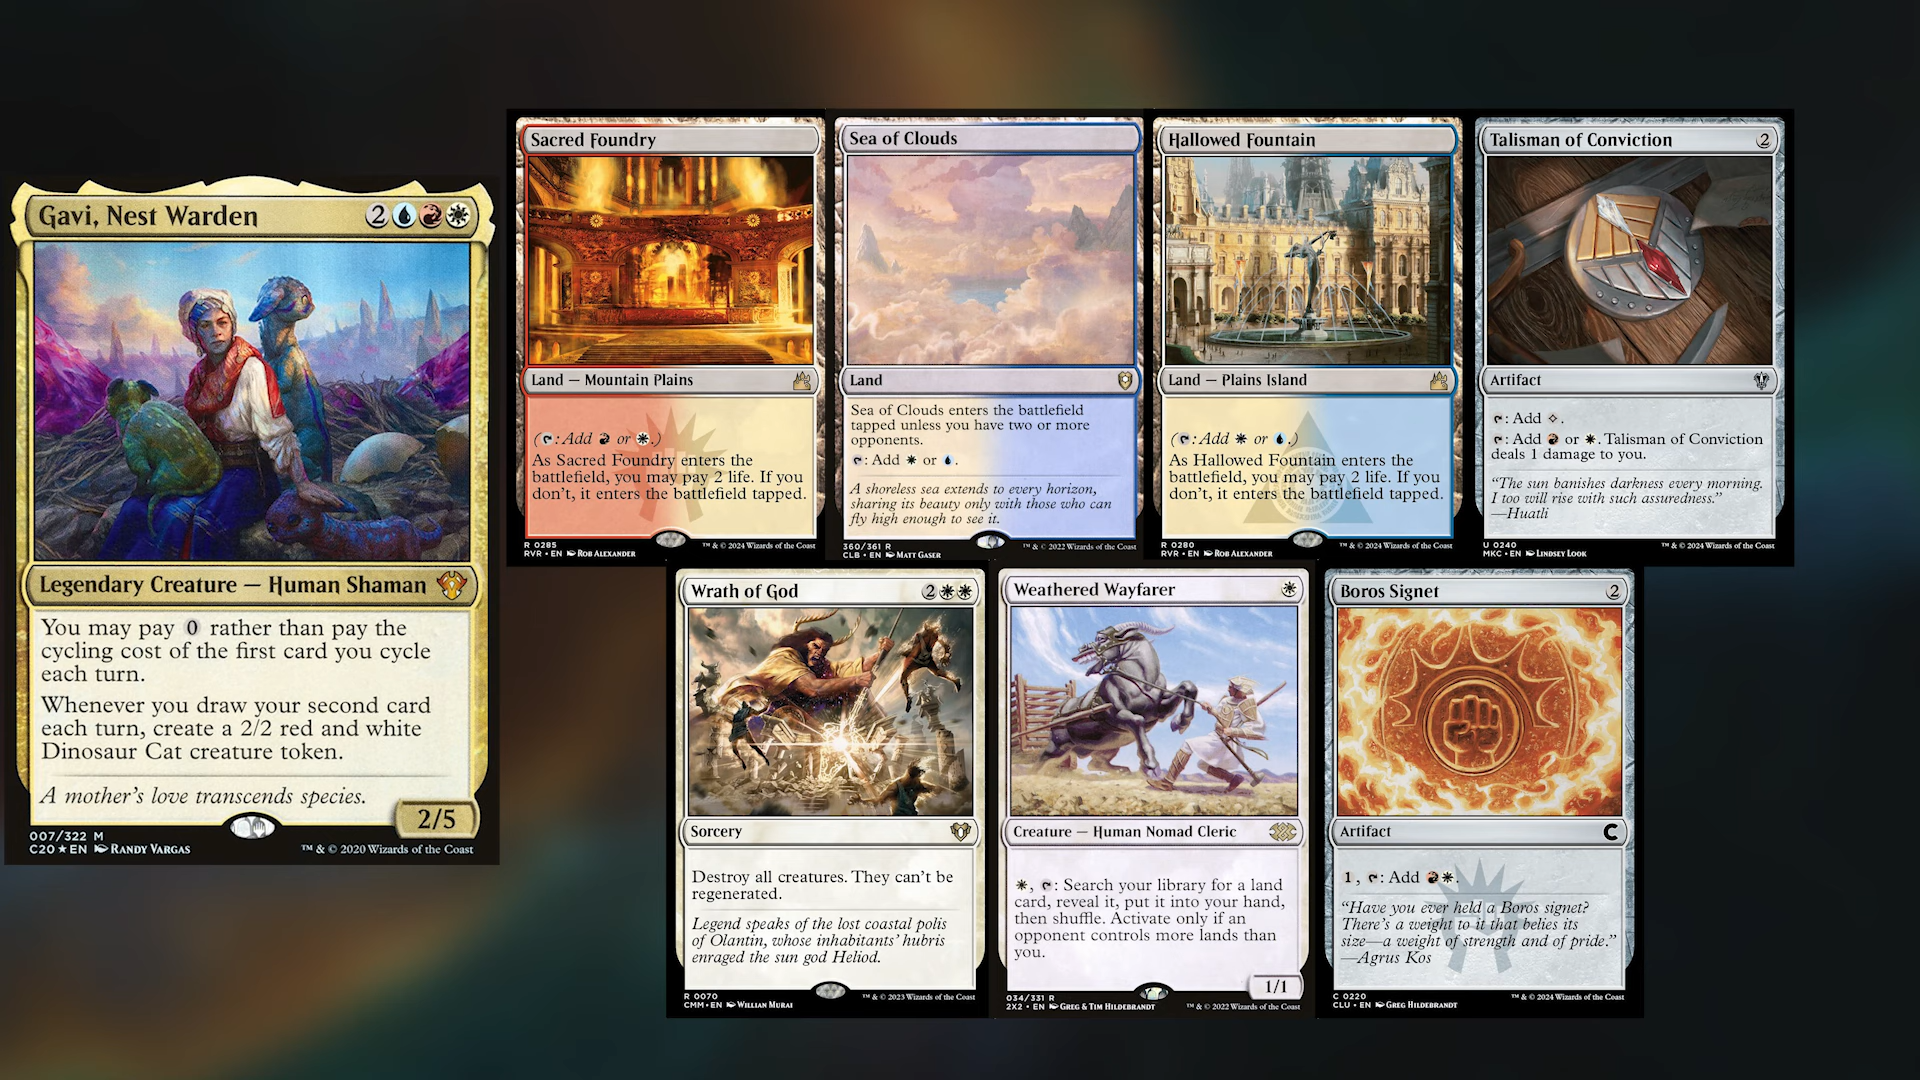 Gavi, Nest Warden 2
Legendary Creature — Human Shaman
You may pay 0 rather than pay the
cycling cost of the first card you cycle
each turn.
Whenever you draw your second card
each turn, create a 2/2 red and white
Dinosaur Cat creature token.
A mother's love transcends species.
2/5
007/322 M
C20 ★ EN RANDY VARGAS
™ & © 2020 Wizards of the Coast
Sacred Foundry
Land — Mountain Plains
( : Add or .)
As Sacred Foundry enters the
battlefield, you may pay 2 life. If you
don't, it enters the battlefield tapped.
R 0285
RVR • EN ROB ALEXANDER
™ & © 2024 Wizards of the Coast
Sea of Clouds
Land
Sea of Clouds enters the battlefield
tapped unless you have two or more
opponents.
: Add or .
A shoreless sea extends to every horizon,
sharing its beauty only with those who can
fly high enough to see it.
360/361 R
CLB • EN MATT GASER
™ & © 2022 Wizards of the Coast
Hallowed Fountain
Land — Plains Island
( : Add or .)
As Hallowed Fountain enters the
battlefield, you may pay 2 life. If you
don't, it enters the battlefield tapped.
R 0280
RVR • EN ROB ALEXANDER
™ & © 2024 Wizards of the Coast
Talisman of Conviction 2
Artifact
: Add .
: Add or . Talisman of Conviction
deals 1 damage to you.
“The sun banishes darkness every morning.
I too will rise with such assuredness.”
—Huatli
U 0240
MKC • EN LINDSEY LOOK
™ & © 2024 Wizards of the Coast
Wrath of God 2
Sorcery
Destroy all creatures. They can't be
regenerated.
Legend speaks of the lost coastal polis
of Olantin, whose inhabitants' hubris
enraged the sun god Heliod.
R 0070
CMM • EN WILLIAN MURAI
™ & © 2023 Wizards of the Coast
Weathered Wayfarer
Creature — Human Nomad Cleric
, : Search your library for a land
card, reveal it, put it into your hand,
then shuffle. Activate only if an
opponent controls more lands than
you.
1/1
034/331 R
2X2 • EN GREG & TIM HILDEBRANDT
™ & © 2022 Wizards of the Coast
Boros Signet 2
Artifact
1 , : Add .
“Have you ever held a Boros signet?
There's a weight to it that belies its
size—a weight of strength and of pride.”
—Agrus Kos
C 0220
CLU • EN GREG HILDEBRANDT
™ & © 2024 Wizards of the Coast